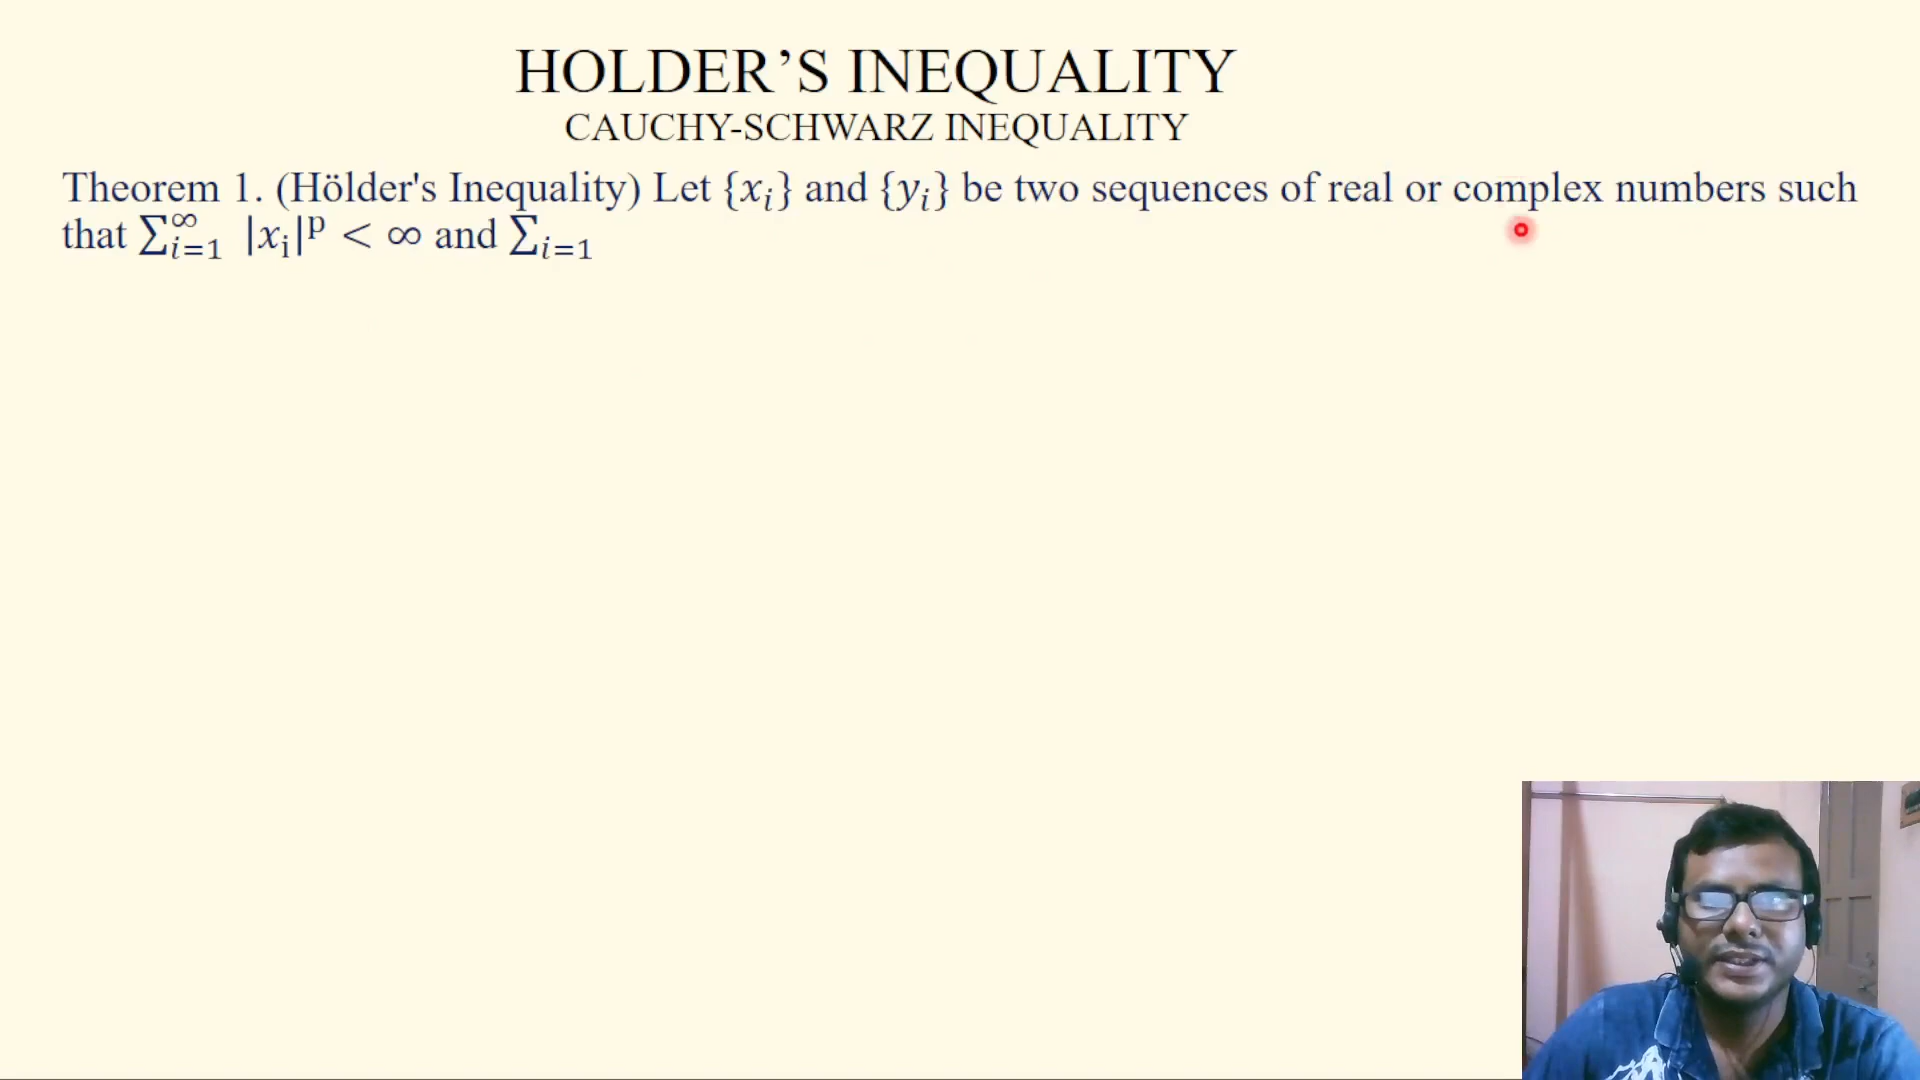 HOLDER’S INEQUALITY
CAUCHY-SCHWARZ INEQUALITY
Theorem 1. (Hölder's Inequality) Let {𝑥ᵢ} and {𝑦ᵢ} be two sequences of real or complex numbers such
that ∑_{i=1}^{∞} |𝑥ᵢ|ᵖ < ∞ and ∑_{i=1}